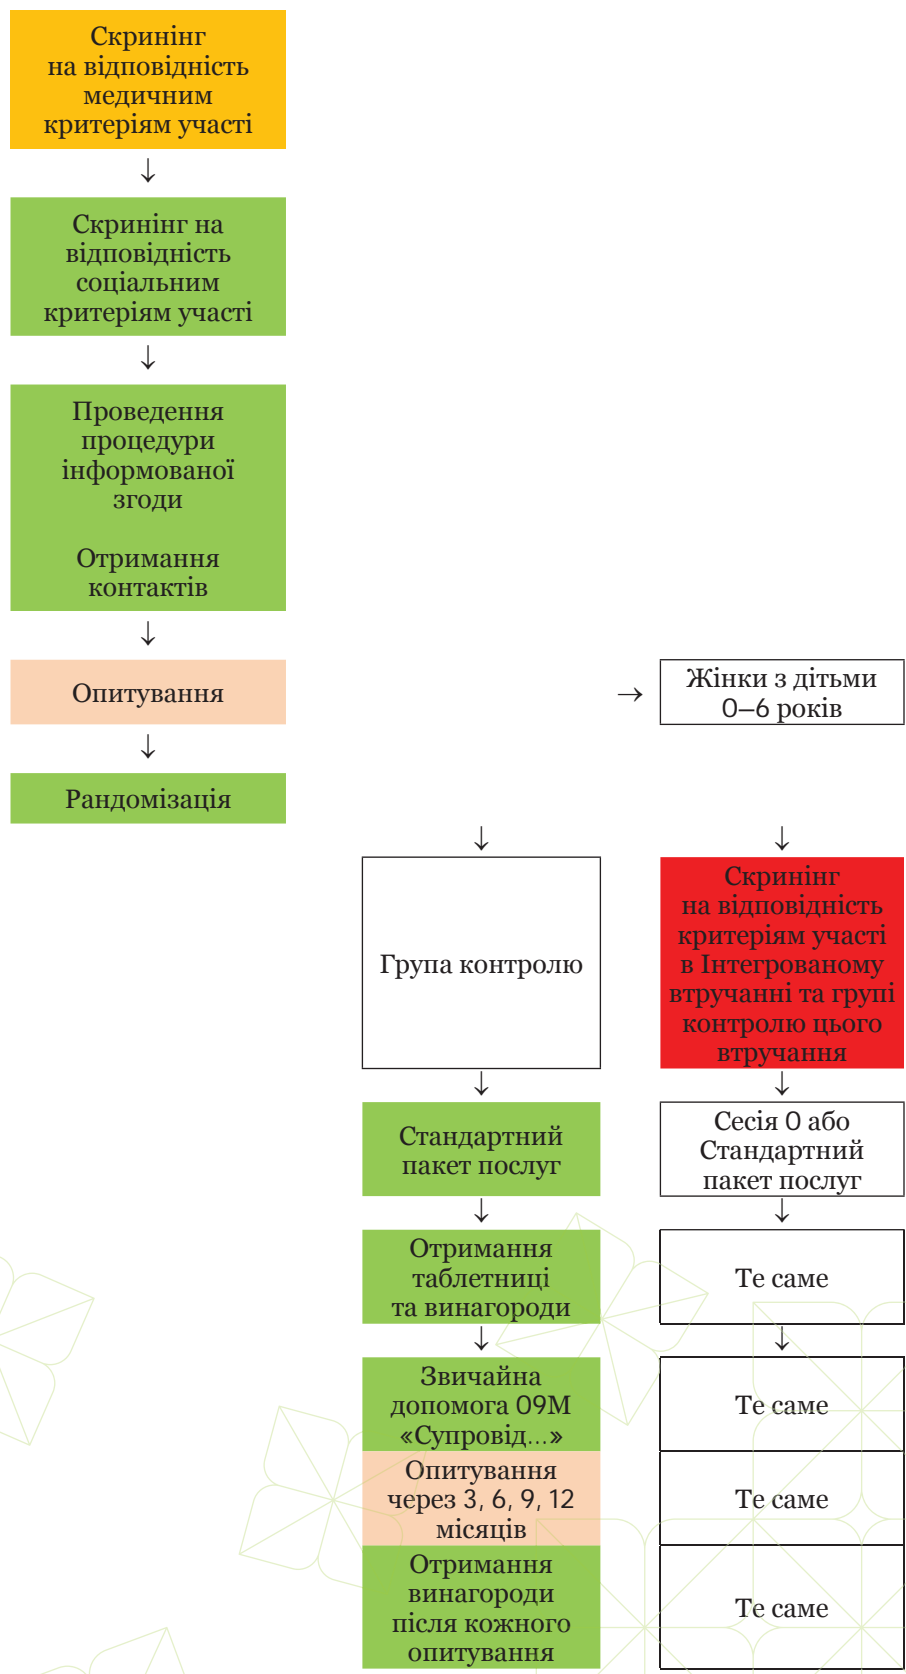 Скринінг
на відповідність
медичним
критеріям участі
↓
Скринінг на
відповідність
соціальним
критеріям участі
↓
Проведення
процедури
інформованої
згоди
Отримання
контактів
↓
Опитування
→
Жінки з дітьми
0–6 років
↓
Рандомізація
↓
↓
Група контролю
Скринінг
на відповідність
критеріям участі
в Інтегрованому
втручанні та групі
контролю цього
втручання
↓
↓
Стандартний
пакет послуг
Сесія 0 або
Стандартний
пакет послуг
↓
↓
Отримання
таблетниці
та винагороди
Те саме
↓
↓
Звичайна
допомога 09М
«Супровід...»
Те саме
Опитування
через 3, 6, 9, 12
місяців
Те саме
Отримання
винагороди
після кожного
опитування
Те саме